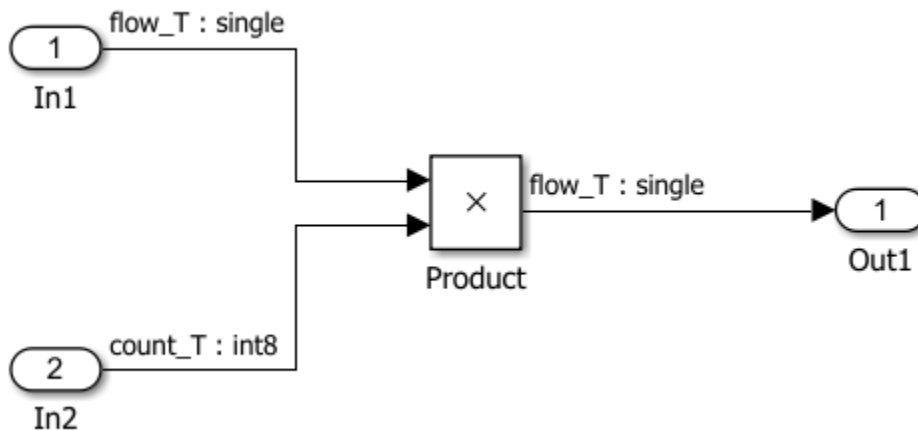 flow_T : single
1
In1
flow_T : single
×
1
Product
Out1
count_T : int8
2
In2